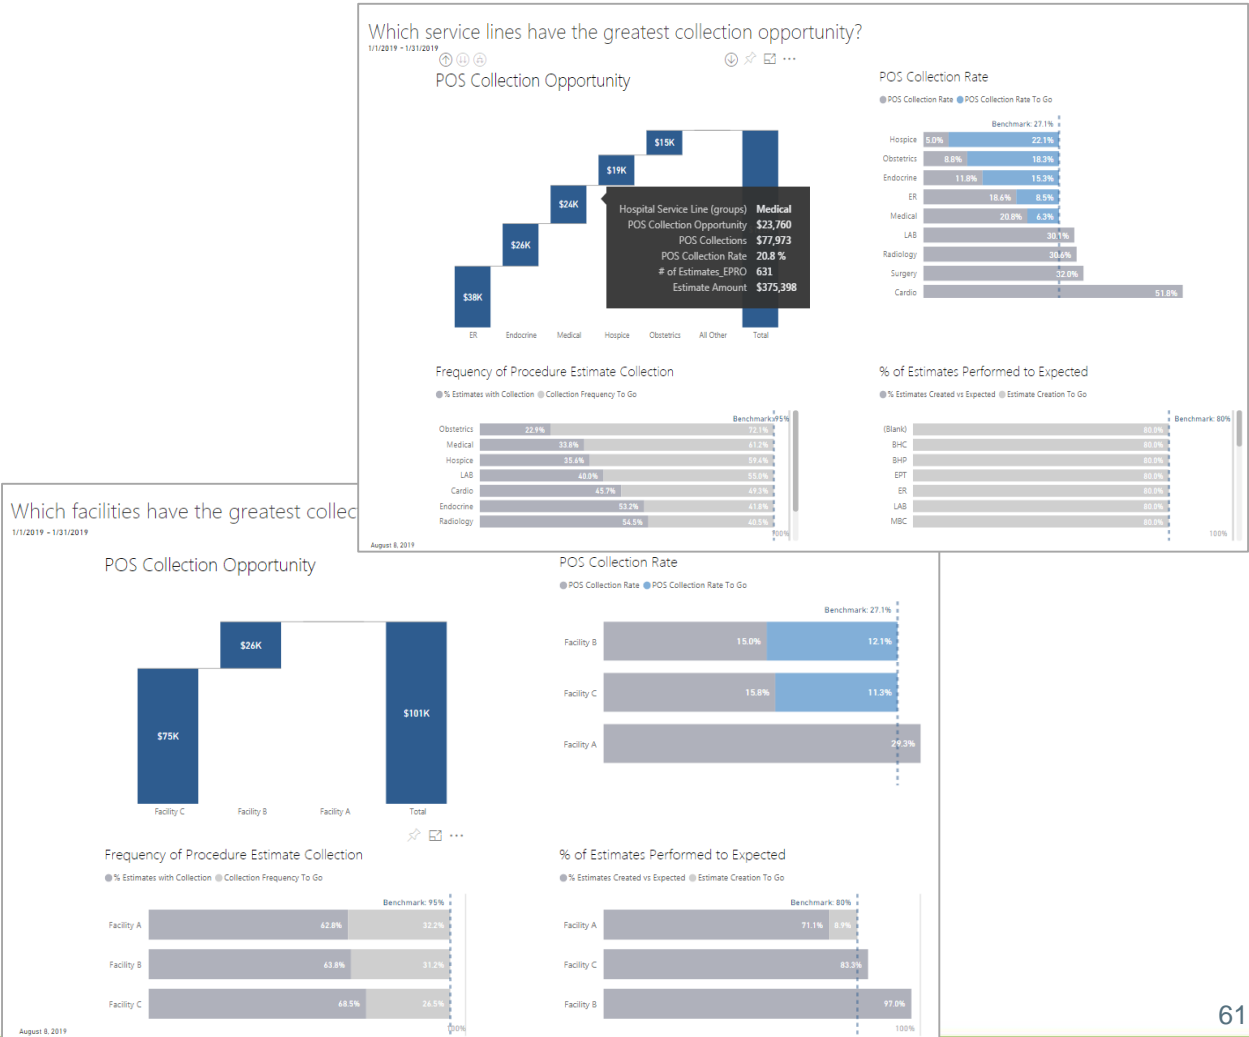 Which service lines have the greatest collection opportunity?
1/1/2019 - 1/31/2019
POS Collection Opportunity
$38K
$26K
$24K
$19K
$15K
ER Endocrine Medical Hospice Obstetrics All Other Total
Hospital Service Line (groups) Medical
POS Collection Opportunity $23,760
POS Collections $77,973
POS Collection Rate 20.8 %
# of Estimates_EPRO 631
Estimate Amount $375,398
POS Collection Rate
POS Collection Rate POS Collection Rate To Go
Benchmark: 27.1%
Hospice 5.0% 22.1%
Obstetrics 8.8% 18.3%
Endocrine 11.8% 15.3%
ER 18.6% 8.5%
Medical 20.8% 6.3%
LAB 30.1%
Radiology 30.6%
Surgery 32.0%
Cardio 51.8%
Frequency of Procedure Estimate Collection
% Estimates with Collection Collection Frequency To Go
Benchmark: 95%
Obstetrics 22.9% 72.1%
Medical 33.8% 61.2%
Hospice 35.6% 59.4%
LAB 40.0% 55.0%
Cardio 45.7% 49.3%
Endocrine 53.2% 41.8%
Radiology 54.5% 40.5%
100%
% of Estimates Performed to Expected
% Estimates Created vs Expected Estimate Creation To Go
Benchmark: 80%
(Blank) 80.0%
BHC 80.0%
BHP 80.0%
EPT 80.0%
ER 80.0%
LAB 80.0%
MBC 80.0%
100%
August 8, 2019
Which facilities have the greatest collec
1/1/2019 - 1/31/2019
POS Collection Opportunity
$75K
$26K
$101K
Facility C Facility B Facility A Total
POS Collection Rate
POS Collection Rate POS Collection Rate To Go
Benchmark: 27.1%
Facility B 15.0% 12.1%
Facility C 15.8% 11.3%
Facility A 29.3%
Frequency of Procedure Estimate Collection
% Estimates with Collection Collection Frequency To Go
Benchmark: 95%
Facility A 62.8% 32.2%
Facility B 63.8% 31.2%
Facility C 68.5% 26.5%
100%
% of Estimates Performed to Expected
% Estimates Created vs Expected Estimate Creation To Go
Benchmark: 80%
Facility A 71.1% 8.9%
Facility C 83.3%
Facility B 97.0%
100%
August 8, 2019
61